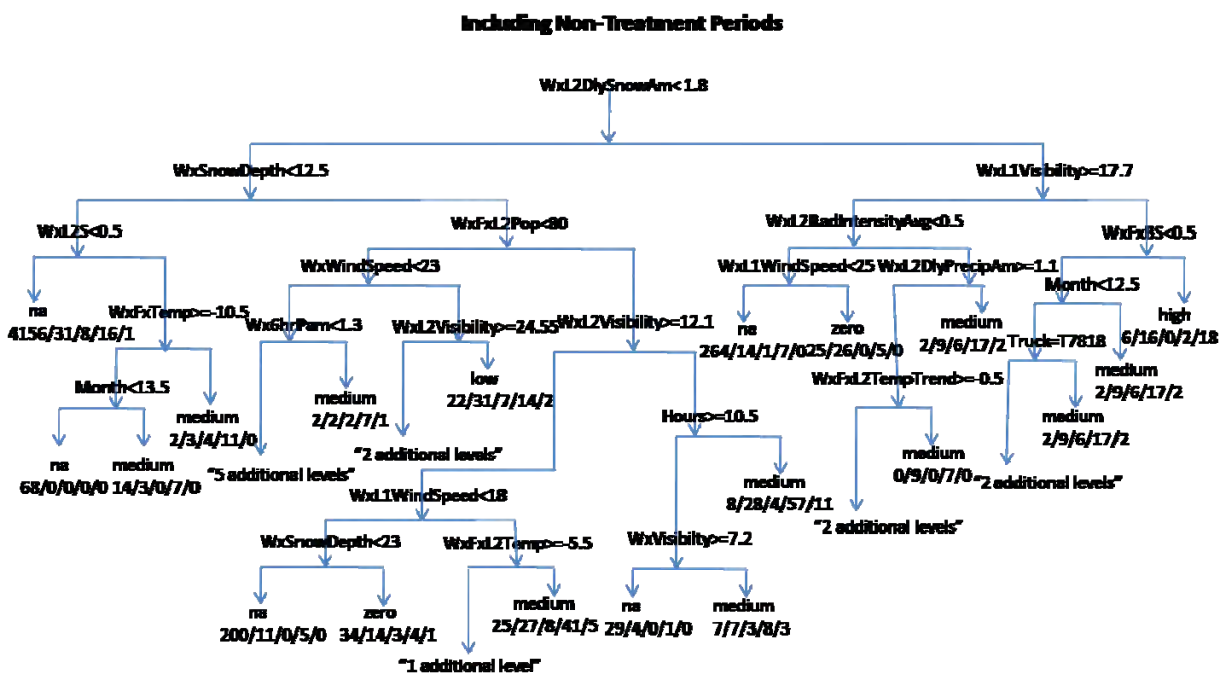 Including Non-Treatment Periods
WxL2DlySnowAm<1.8
WxSnowDepth<12.5
WxL1Visibility>=17.7
WxL2S<0.5
WxFxL2Pop<80
WxL2RadIntensityAvg<0.5
WxFx3S<0.5
WxWindSpeed<23
WxL1WindSpeed<25
WxL2DlyPrecipAm>=1.1
Month<12.5
na
4156/31/8/16/1
WxFxTemp>=-10.5
Wx6hrPam<1.3
WxL2Visibility>=24.55
WxL2Visibility>=12.1
na
264/14/1/7/0
zero
25/26/0/5/0
medium
2/9/6/17/2
Truck=T7818
high
6/16/0/2/18
Month<13.5
medium
2/3/4/11/0
medium
2/2/2/7/1
low
22/31/7/14/2
WxFxL2TempTrend>=-0.5
medium
2/9/6/17/2
Hours>=10.5
medium
2/9/6/17/2
na
68/0/0/0/0
medium
14/3/0/7/0
"5 additional levels"
"2 additional levels"
medium
0/9/0/7/0
"2 additional levels"
WxL1WindSpeed<18
medium
8/28/4/57/11
"2 additional levels"
WxSnowDepth<23
WxFxL2Temp>=-5.5
WxVisibilty>=7.2
na
200/11/0/5/0
zero
34/14/3/4/1
medium
25/27/8/41/5
na
29/4/0/1/0
medium
7/7/3/8/3
"1 additional level"